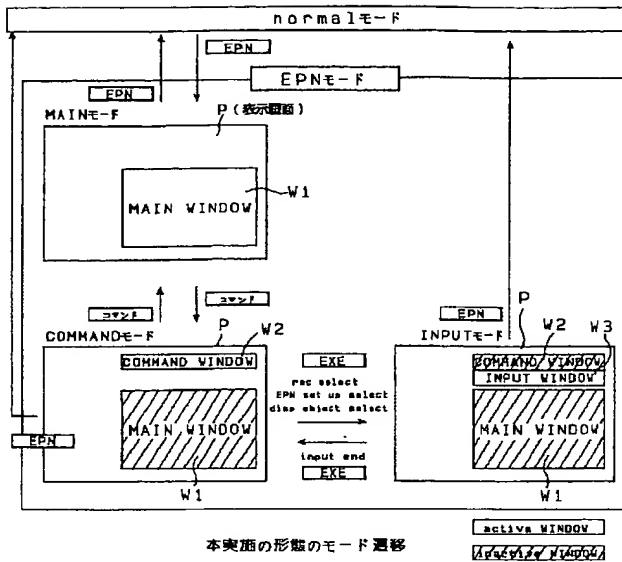 normalモード
EPN
EPNモード
EPN
MAINモード
P (表示画面)
W1
MAIN WINDOW
コマンド
コマンド
EPN
COMMANDモード
P
W2
INPUTモード
P
W2
W3
COMMAND WINDOW
EXE
COMMAND WINDOW
INPUT WINDOW
rec select
EPN set up select
disp object select
MAIN WINDOW
MAIN WINDOW
EPN
input end
EXE
W1
W1
本実施の形態のモード遷移
active WINDOW
inactive WINDOW